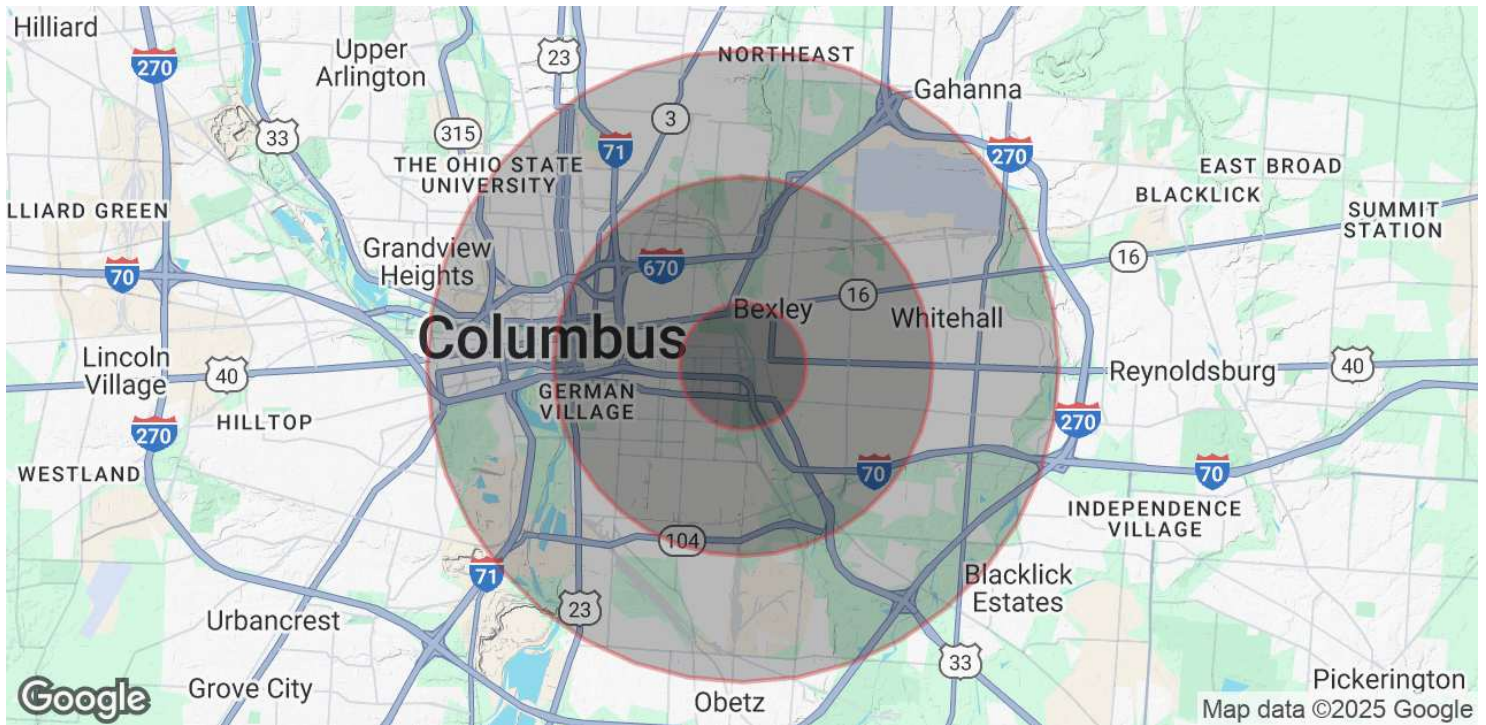 Hilliard
270
Upper
Arlington
23
NORTHEAST
Gahanna
33
315
3
71
270
THE OHIO STATE
UNIVERSITY
EAST BROAD
BLACKLICK
LLIARD GREEN
SUMMIT
STATION
Grandview
Heights
70
670
16
16
Bexley
Whitehall
Columbus
Lincoln
Village
40
Reynoldsburg
40
GERMAN
VILLAGE
HILLTOP
270
270
WESTLAND
70
70
INDEPENDENCE
VILLAGE
104
71
23
Blacklick
Estates
Urbancrest
33
Grove City
Obetz
Pickerington
Google
Map data ©2025 Google